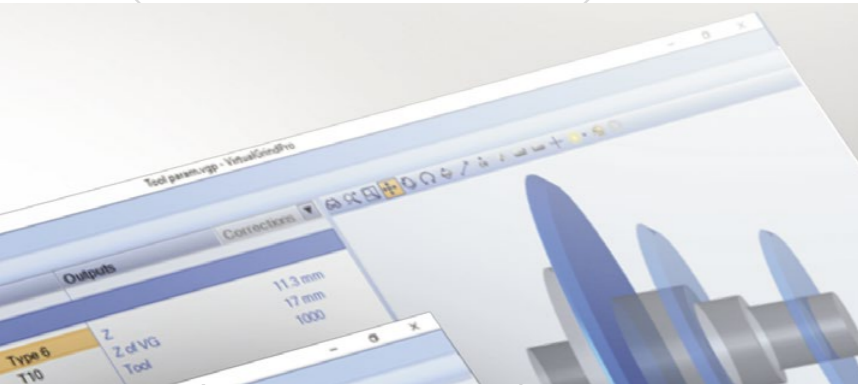 Tool param.vgp - VirtualGrindPro
Outputs
Corrections
Type 6
Z
11.3 mm
T10
Z of VG
17 mm
Tool
1000